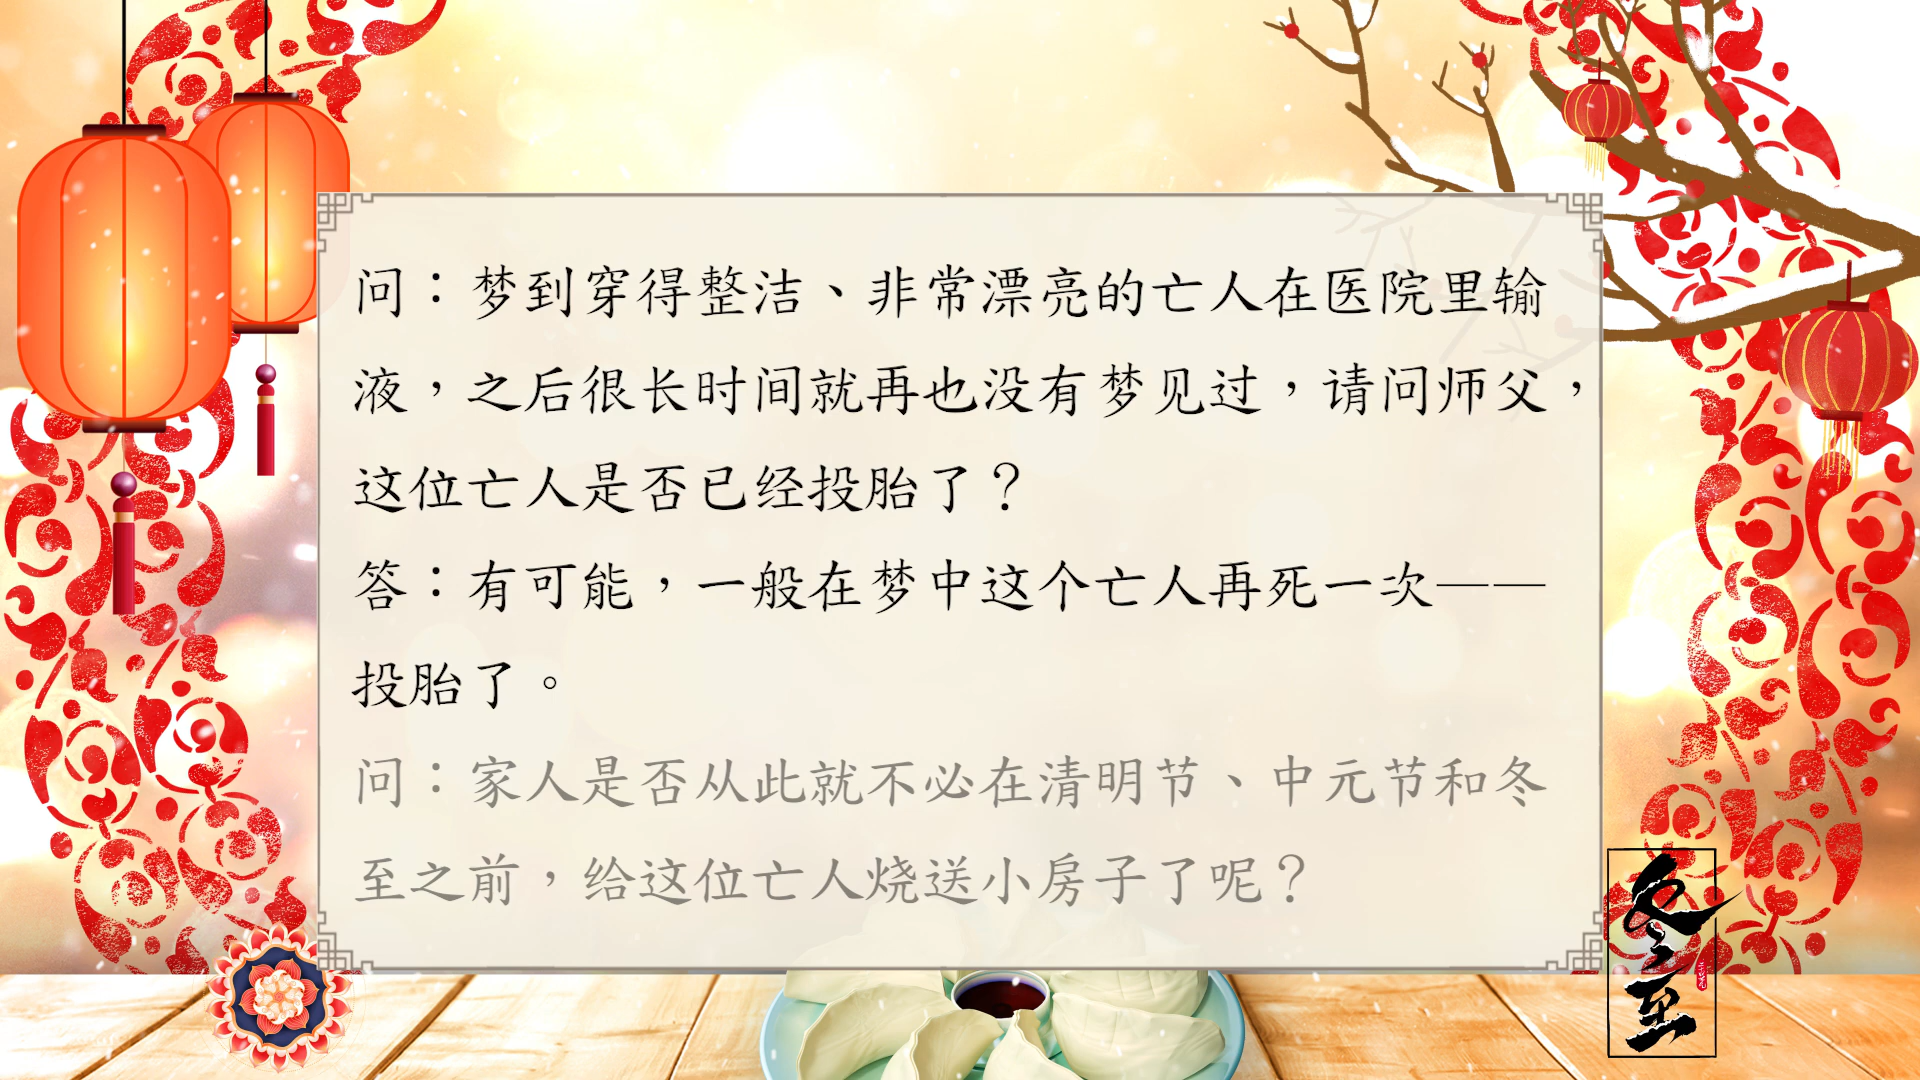 问：梦到穿得整洁、非常漂亮的亡人在医院里输
液，之后很长时间就再也没有梦见过，请问师父，
这位亡人是否已经投胎了？
答：有可能，一般在梦中这个亡人再死一次——
投胎了。
问：家人是否从此就不必在清明节、中元节和冬
至之前，给这位亡人烧送小房子了呢？
冬至